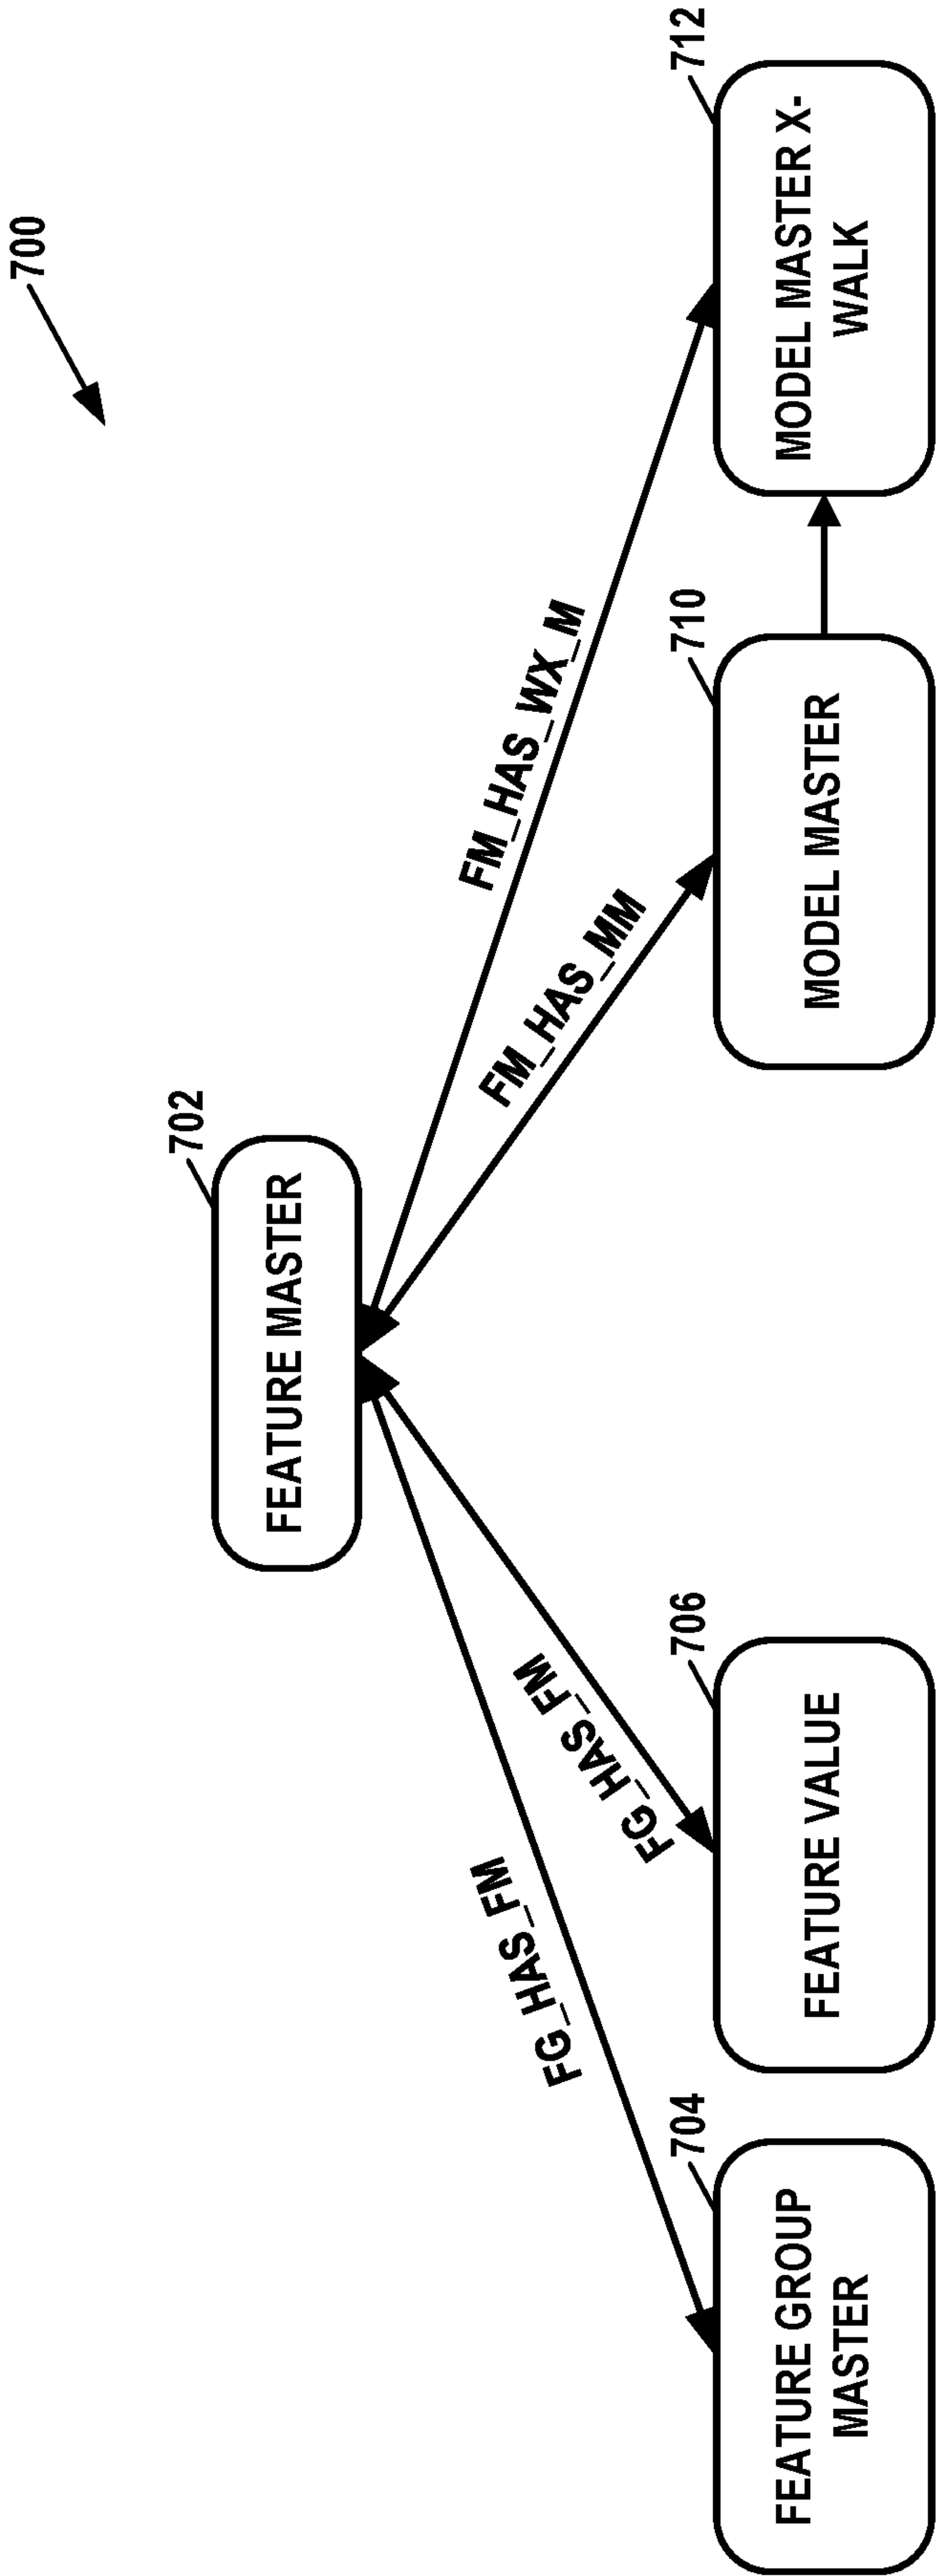 700
702
FEATURE MASTER
FG_HAS_FM
FG_HAS_FM
FM_HAS_MM
FM_HAS_WX_M
704
FEATURE GROUP
MASTER
706
FEATURE VALUE
710
MODEL MASTER
712
MODEL MASTER X-
WALK